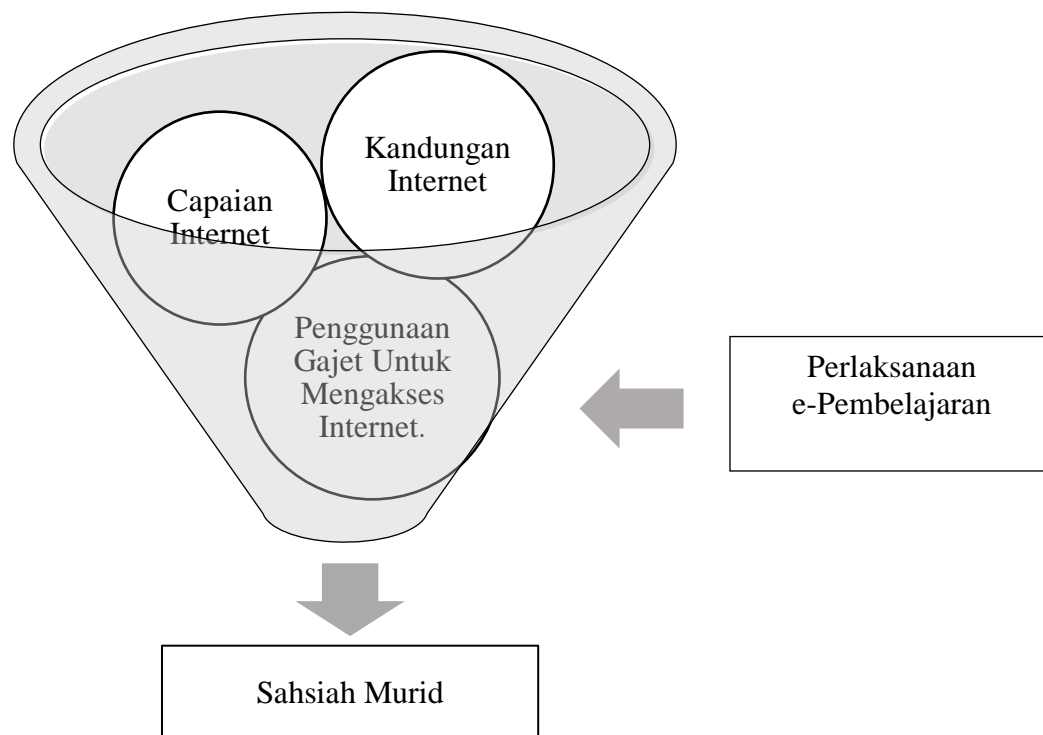 Kandungan
Internet
Capaian
Internet
Penggunaan
Gajet Untuk
Mengakses
Internet.
Perlaksanaan
e-Pembelajaran
Sahsiah Murid